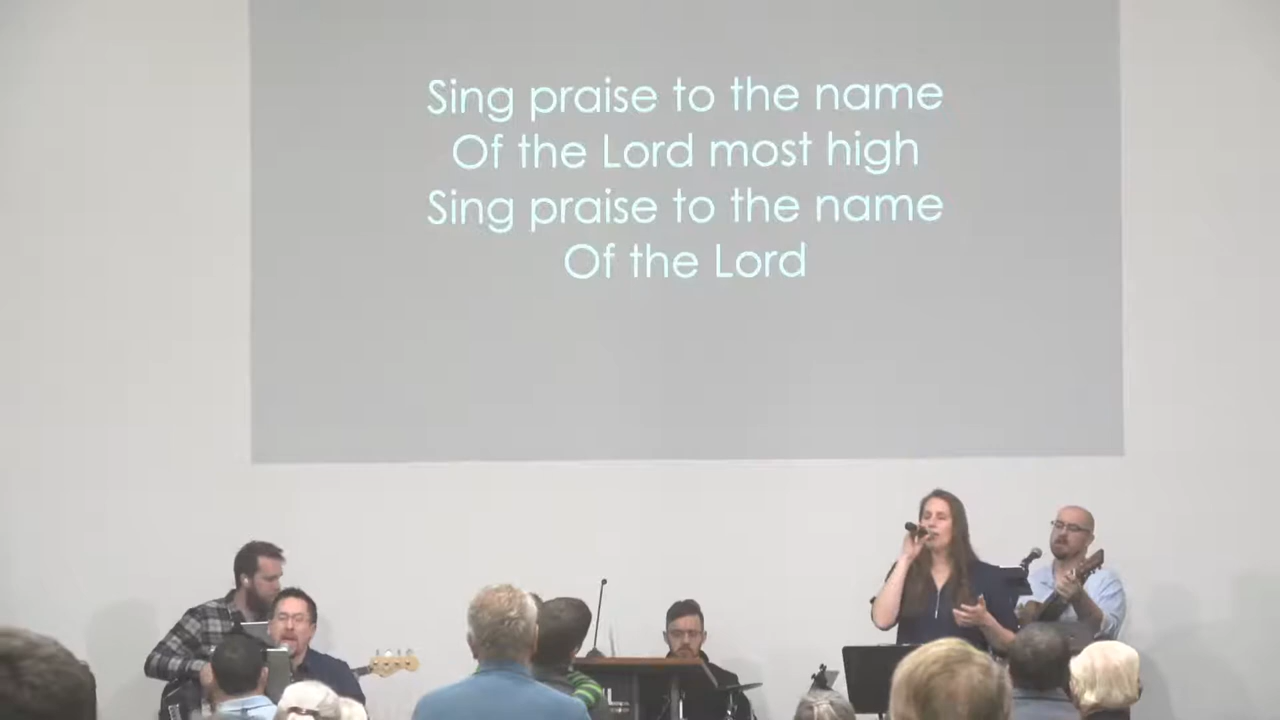 Sing praise to the name
Of the Lord most high
Sing praise to the name
Of the Lord